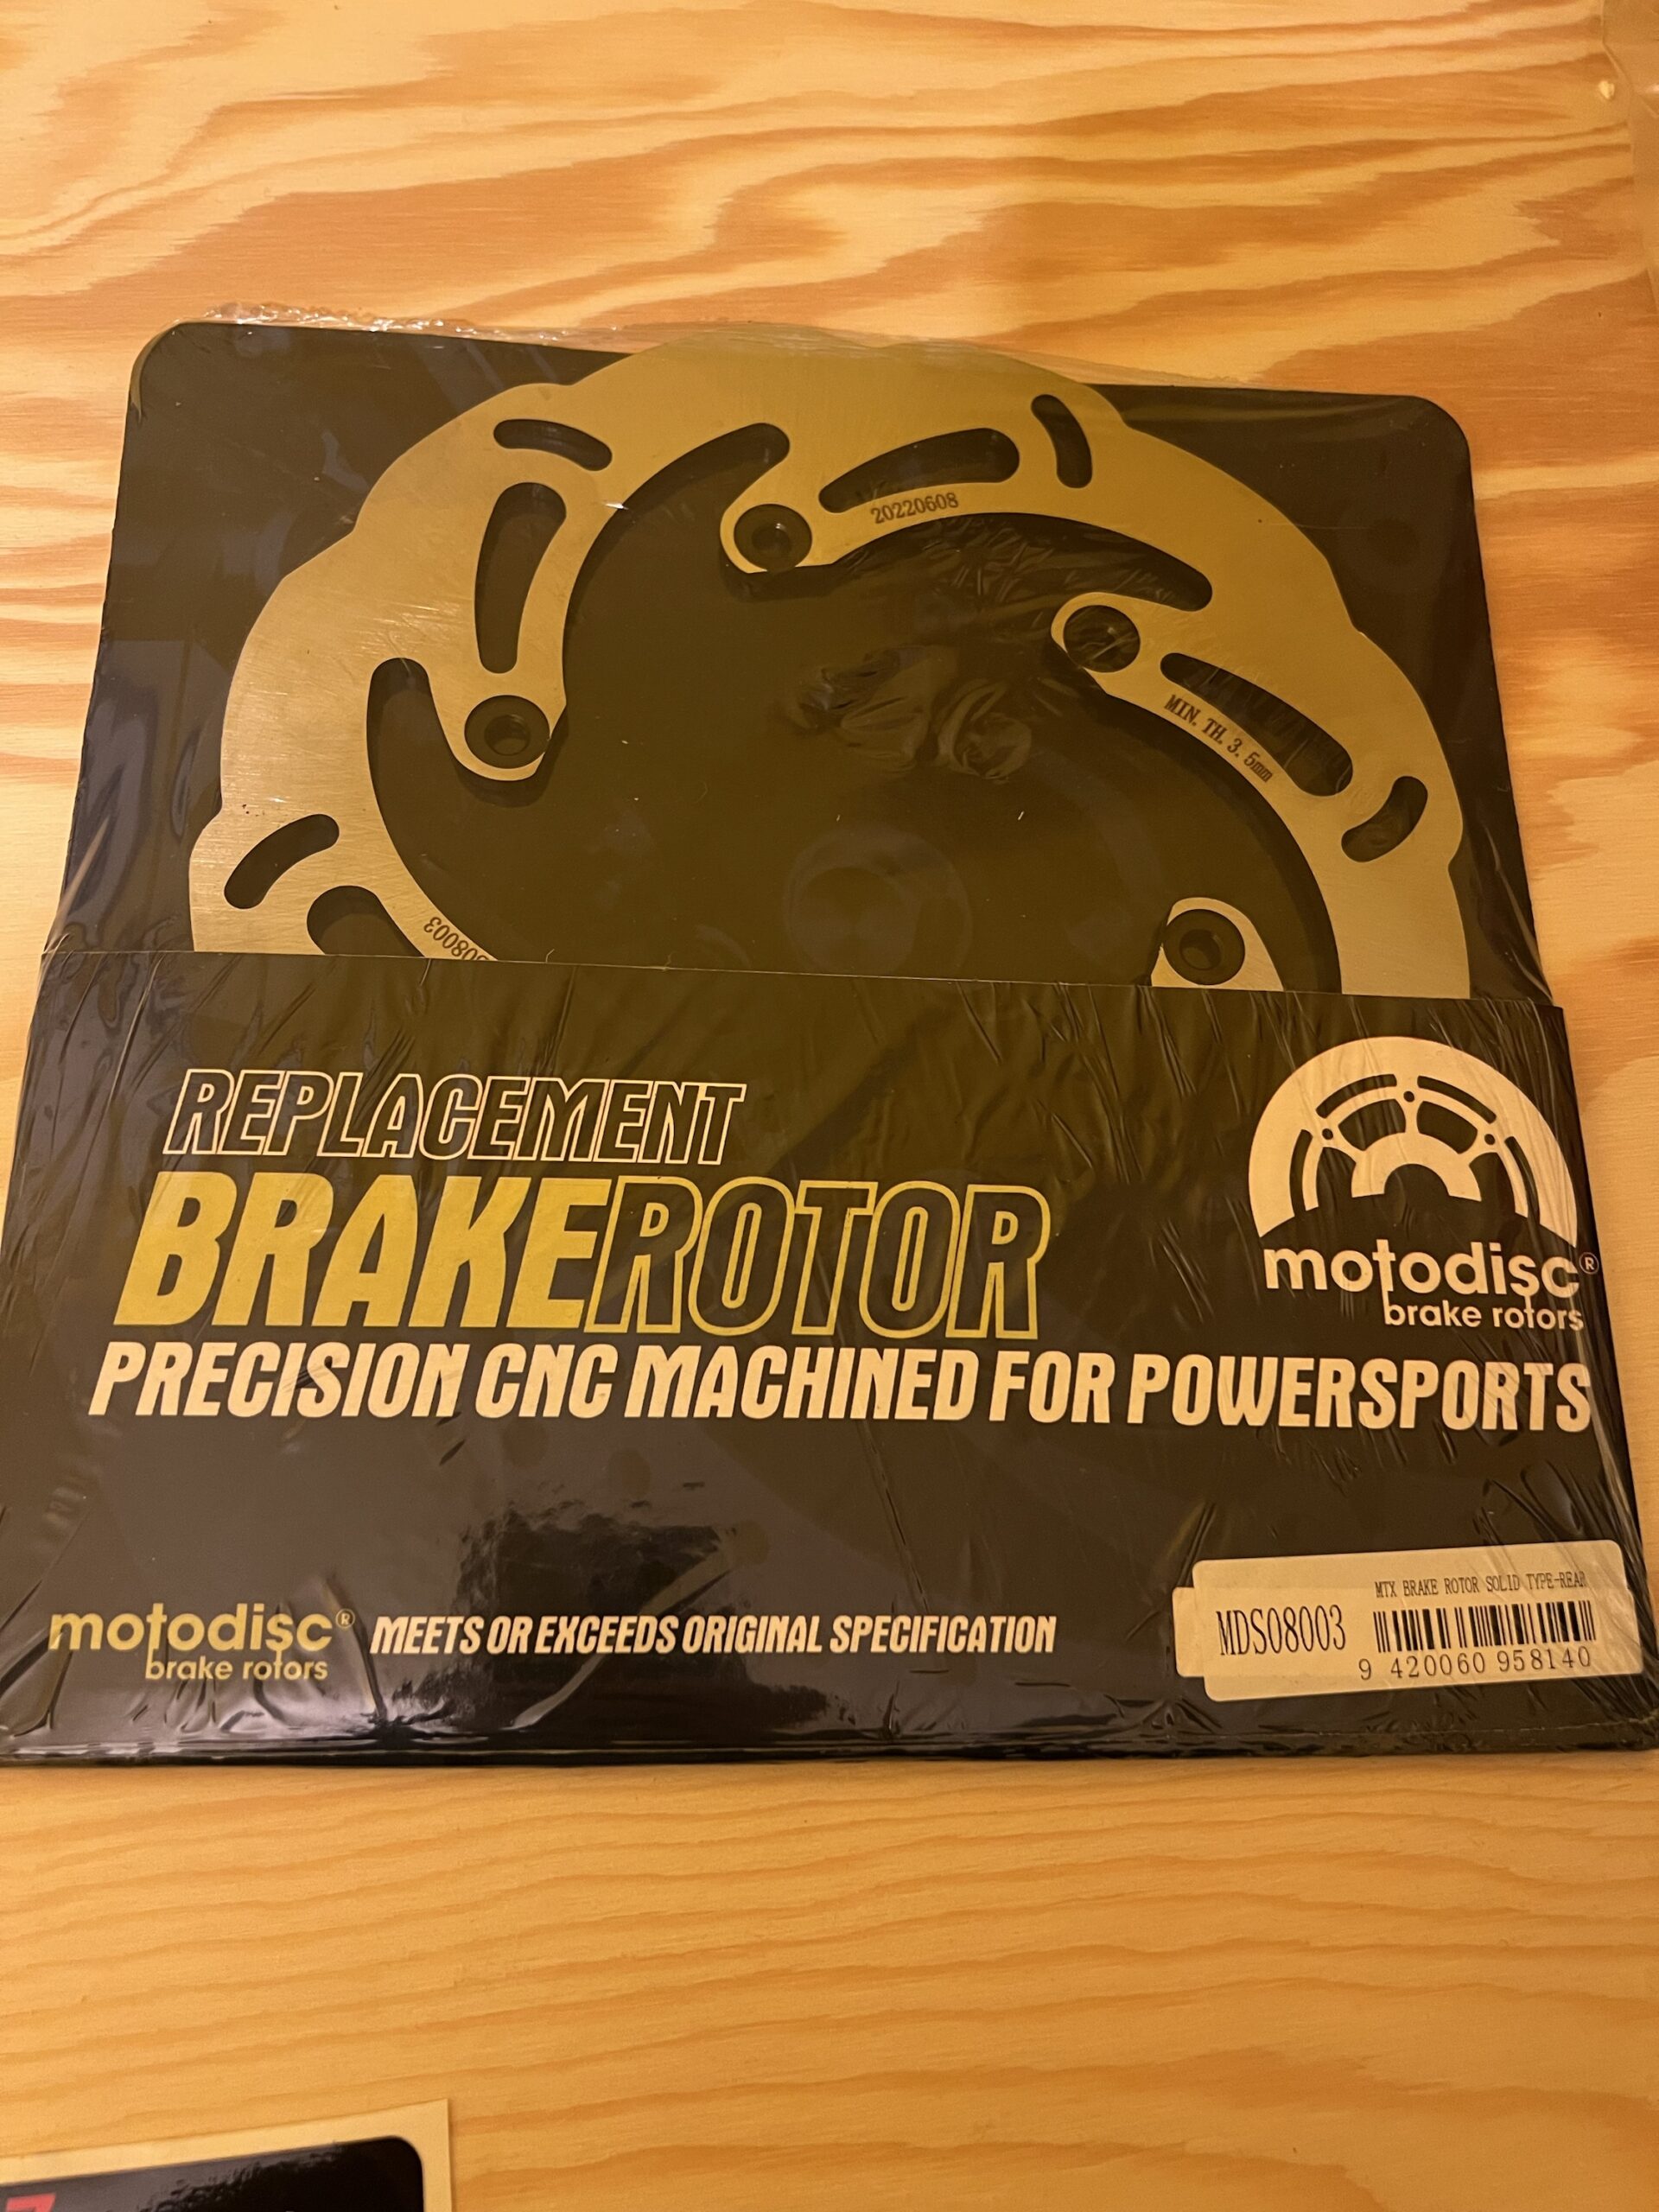 20220608
MIN. TH. 3. 5mm
08003
REPLACEMENT
BRAKEROTOR
PRECISION CNC MACHINED FOR POWERSPORTS
motodisc®
brake rotors
motodisc®
brake rotors
MEETS OR EXCEEDS ORIGINAL SPECIFICATION
MTX BRAKE ROTOR SOLID TYPE-REAR
MDS08003
9 420060 958140